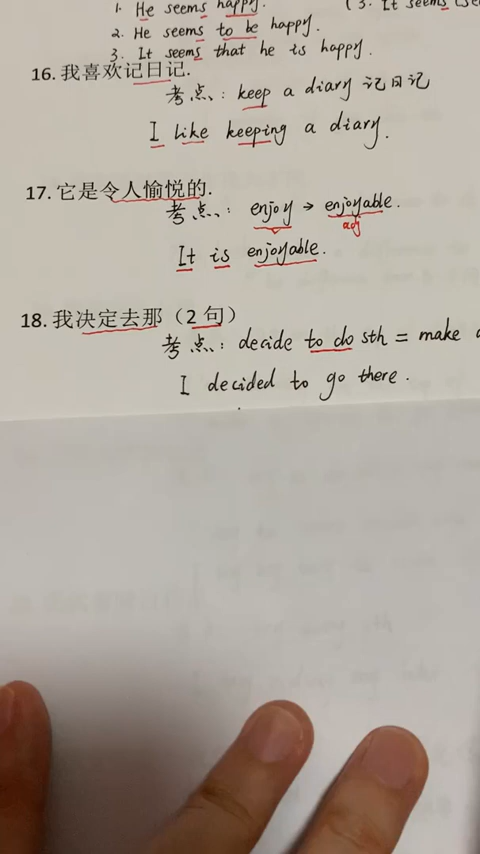 1. He seems happy. ( 3. It seems
2. He seems to be happy.
3. It seems that he is happy.
16. 我喜欢记日记.
考点: keep a diary 记日记
I like keeping a diary.
17. 它是令人愉悦的.
考点: enjoy → enjoyable.
adj
It is enjoyable.
18. 我决定去那（2 句）
考点: decide to do sth = make
I decided to go there.